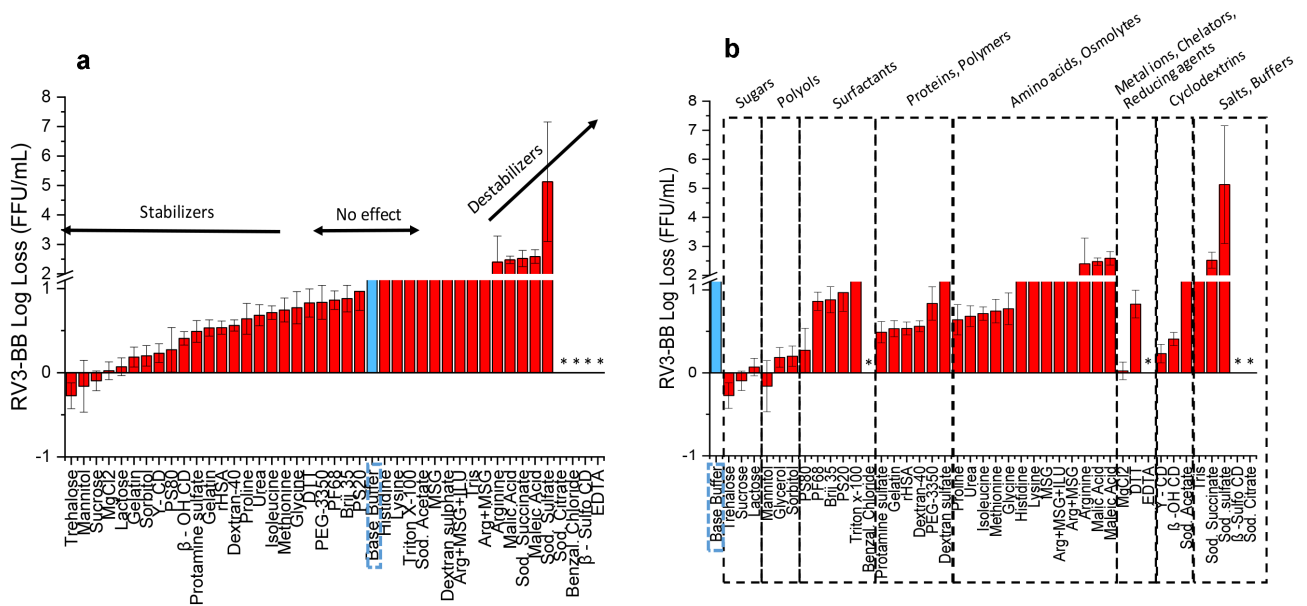 a
8
7
6
5
4
3
2
1
0
-1
RV3-BB Log Loss (FFU/mL)
Stabilizers
No effect
Destabilizers
* * * *
Trehalose
Mannitol
Sucrose
MgCl2
Lactose
Gelatin
Sorbitol
Y - CD
PS80
β - OH CD
Protamine sulfate
Gelatin
rHSA
Dextran-40
Proline
Urea
Isoleucine
Methionine
Glycine
DTT
PEG-3350
PF68
Brij 35
PS20
Base Buffer
Histidine
Lysine
Triton X-100
Sod. Acetate
MSG
Dextran sulfate
Arg+MSG+ILU
Tris
Arg+MSG
Arginine
Malic Acid
Sod. Succinate
Maleic Acid
Sod. Sulfate
Sod. Citrate
Benzal. Chloride
β - Sulfo CD
EDTA
b
8
7
6
5
4
3
2
1
0
-1
RV3-BB Log Loss (FFU/mL)
Sugars
Polyols
Surfactants
Proteins, Polymers
Amino acids, Osmolytes
Metal ions, Chelators,
Reducing agents
Cyclodextrins
Salts, Buffers
*
*
* *
Base Buffer
Trehalose
Sucrose
Lactose
Mannitol
Glycerol
Sorbitol
PS80
PF68
Brij 35
PS20
Triton X-100
Benzal. Chloride
Protamine sulfate
Gelatin
rHSA
Dextran-40
PEG-3350
Dextran sulfate
Proline
Urea
Isoleucine
Methionine
Glycine
Histidine
Lysine
MSG
Arg+MSG+ILU
Arg+MSG
Arginine
Malic Acid
Maleic Acid
MgCl2
DTT
EDTA
Y - CD
β -OH CD
Sod. Acetate
Tris
Sod. Succinate
Sod .sulfate
β -Sulfo CD
Sod. Citrate